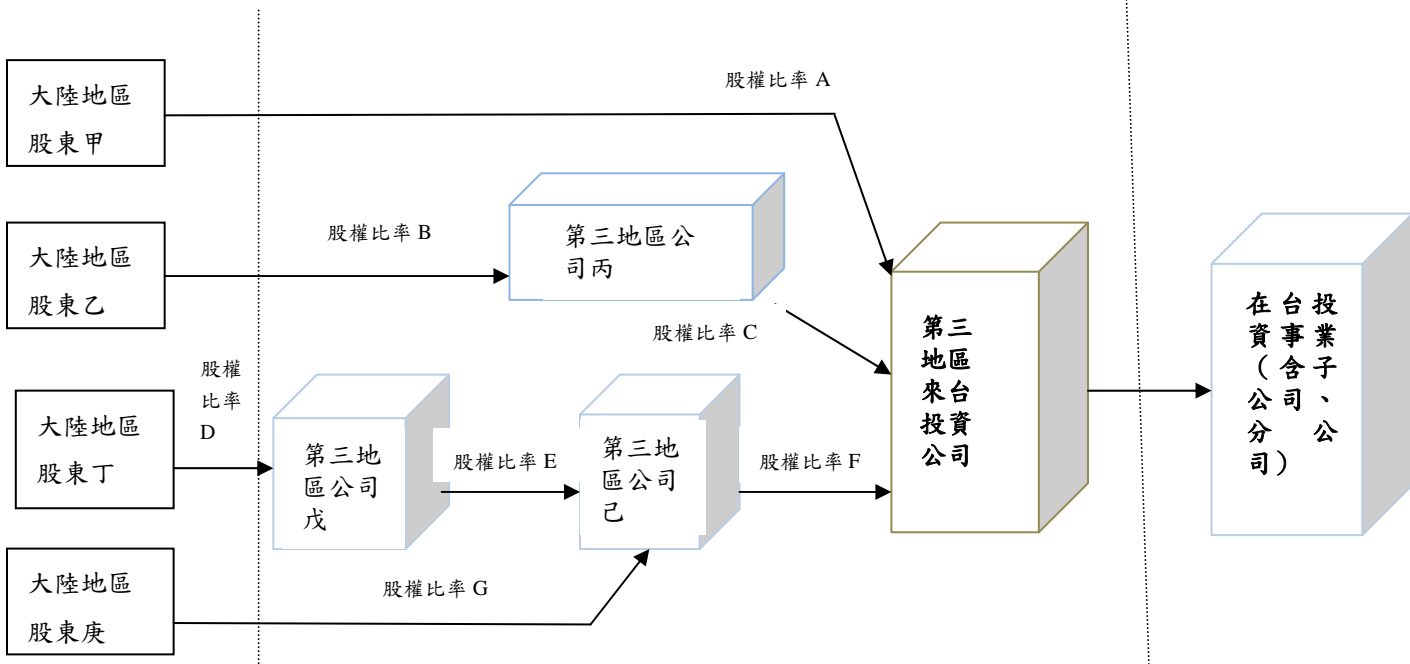 股權比率 A
大陸地區
股東甲
股權比率 B
第三地區公
司丙
大陸地區
股東乙
股權比率 C
第三
地區
來台
投資
公司
在台投
資事業
（含子
公司、
分公
司）
股權
比率
D
大陸地區
股東丁
第三地
區公司
戊
股權比率 E
第三地
區公司
己
股權比率 F
大陸地區
股東庚
股權比率 G